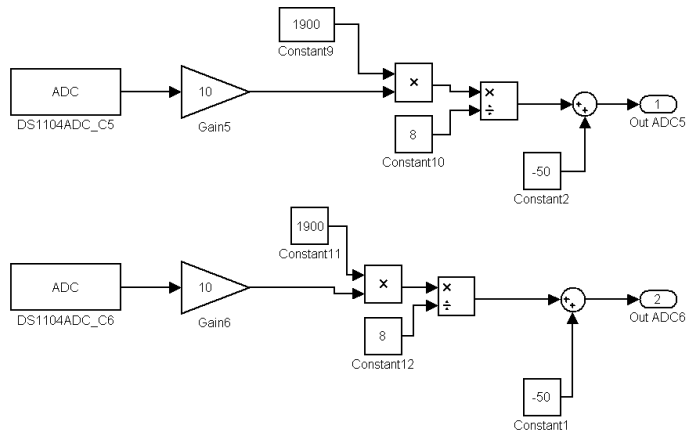 1900
Constant9
ADC
DS1104ADC_C5
10
Gain5
×
×
÷
8
Constant10
++
-50
Constant2
1
Out ADC5
1900
Constant11
ADC
DS1104ADC_C6
10
Gain6
×
×
÷
8
Constant12
++
-50
Constant1
2
Out ADC6